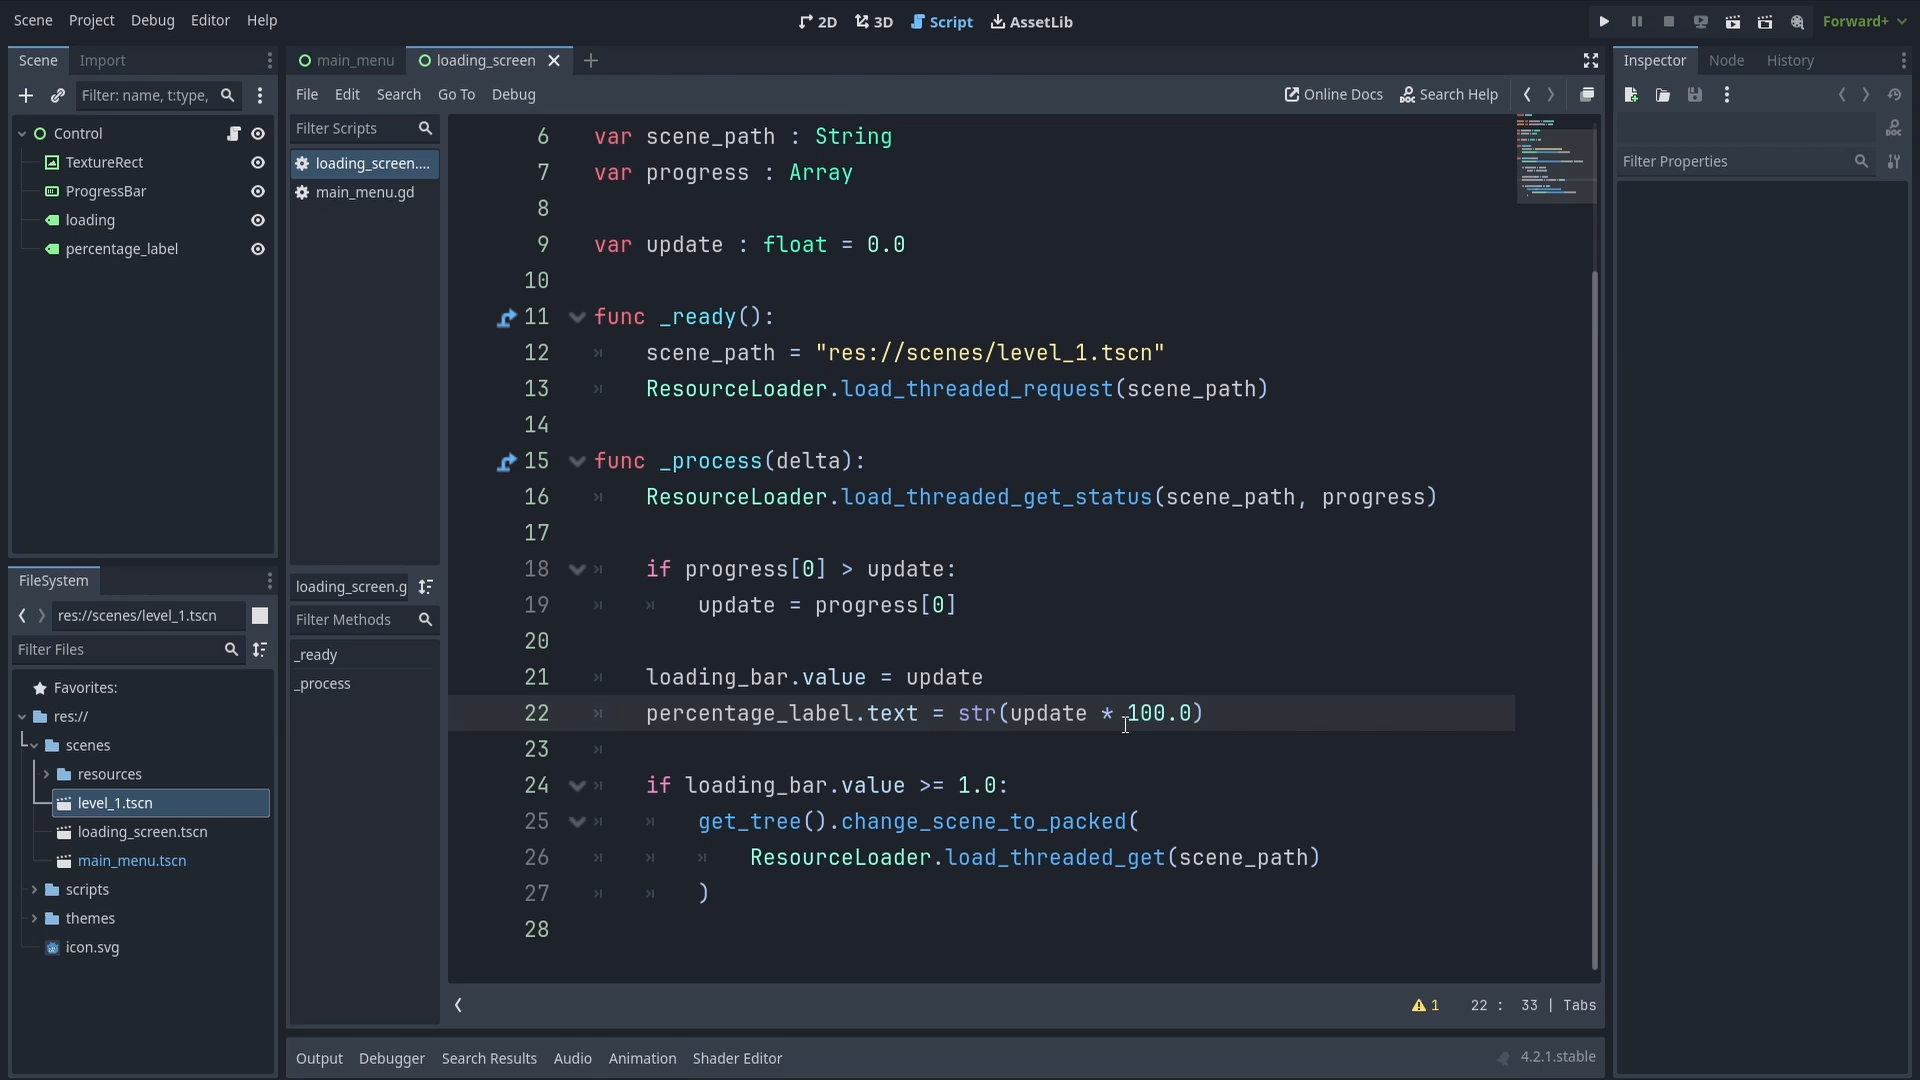 Scene Project Debug Editor Help
2D 3D Script AssetLib
Forward+
Scene Import
Filter: name, t:type,
Control
TextureRect
ProgressBar
loading
percentage_label
FileSystem
res://scenes/level_1.tscn
Filter Files
Favorites:
res://
scenes
resources
level_1.tscn
loading_screen.tscn
main_menu.tscn
scripts
themes
icon.svg
main_menu loading_screen
File Edit Search Go To Debug
Online Docs Search Help
Filter Scripts
loading_screen....
main_menu.gd
loading_screen.g
Filter Methods
_ready
_process
6 var scene_path : String
7 var progress : Array
8
9 var update : float = 0.0
10
11 func _ready():
12 scene_path = "res://scenes/level_1.tscn"
13 ResourceLoader.load_threaded_request(scene_path)
14
15 func _process(delta):
16 ResourceLoader.load_threaded_get_status(scene_path, progress)
17
18 if progress[0] > update:
19 update = progress[0]
20
21 loading_bar.value = update
22 percentage_label.text = str(update * 100.0)
23
24 if loading_bar.value >= 1.0:
25 get_tree().change_scene_to_packed(
26 ResourceLoader.load_threaded_get(scene_path)
27 )
28
1 22 : 33 | Tabs
Output Debugger Search Results Audio Animation Shader Editor
4.2.1.stable
Inspector Node History
Filter Properties